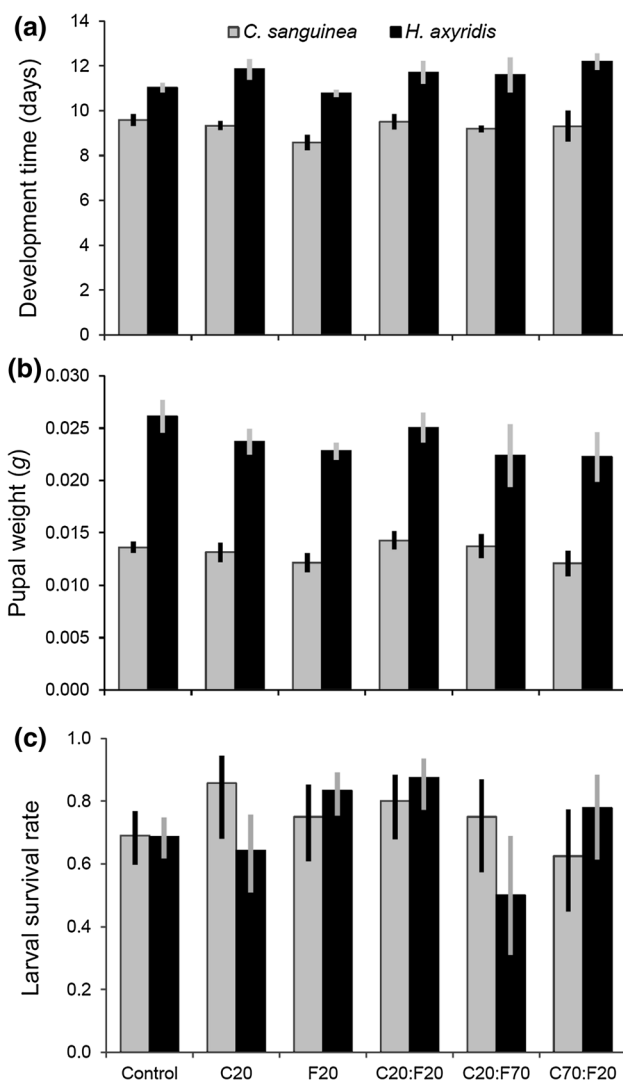 (a)
C. sanguinea H. axyridis
Development time (days)
14
12
10
8
6
4
2
0
(b)
Pupal weight (g)
0.030
0.025
0.020
0.015
0.010
0.005
0.000
(c)
Larval survival rate
1.0
0.8
0.6
0.4
0.2
0.0
Control C20 F20 C20:F20 C20:F70 C70:F20